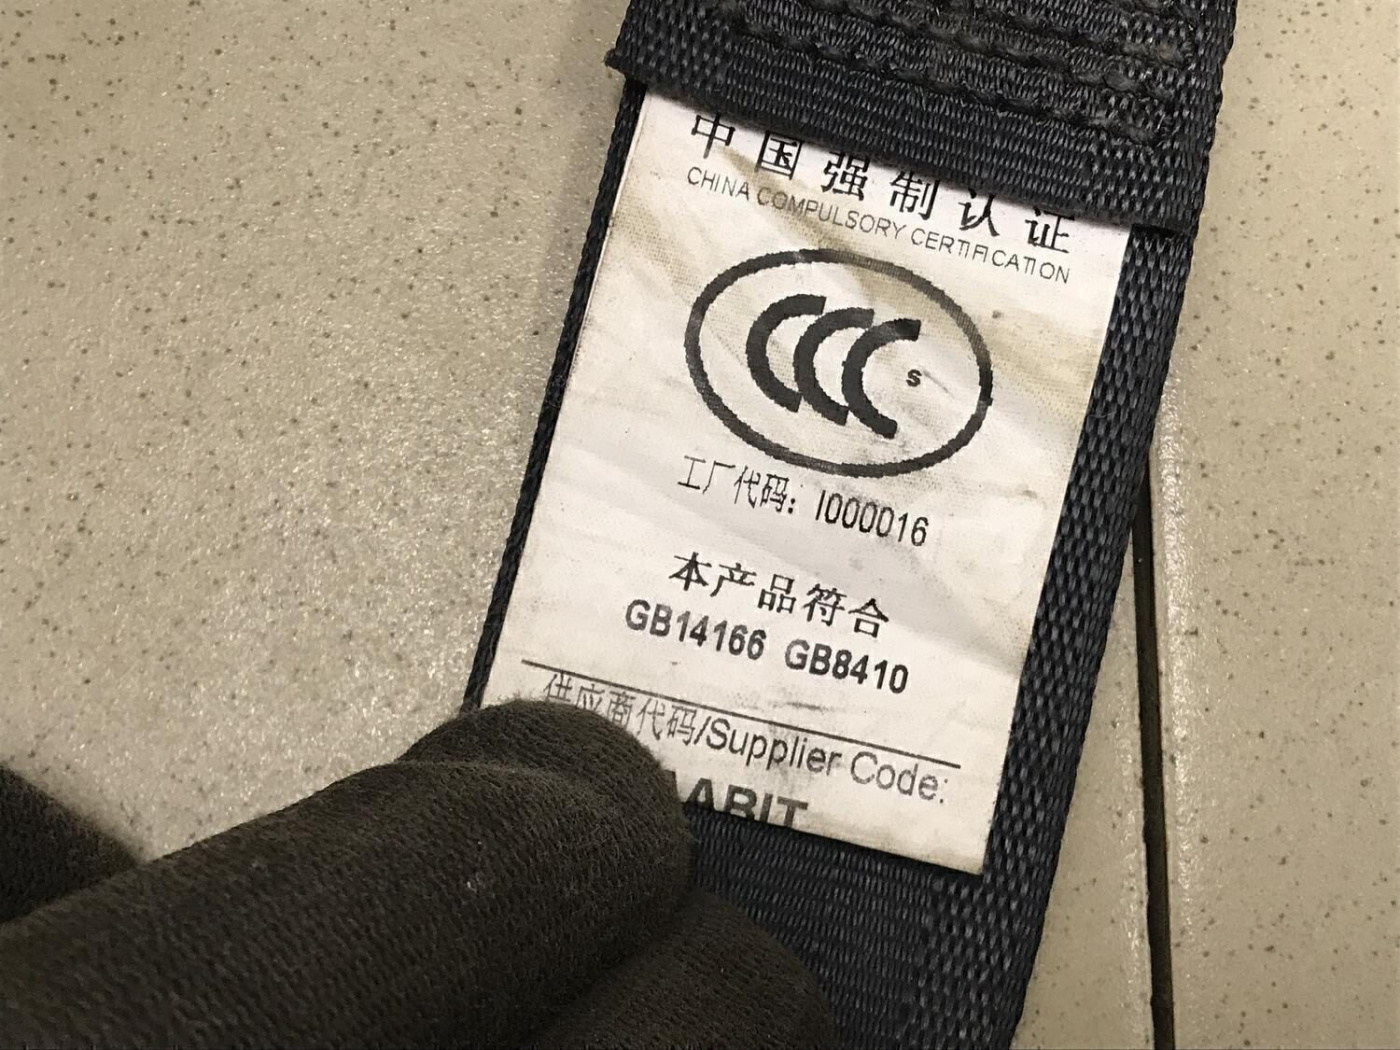 中国强制认证
CHINA COMPULSORY CERTIFICATION
CCC S
工厂代码: I000016
本产品符合
GB14166 GB8410
供应商代码/Supplier Code: